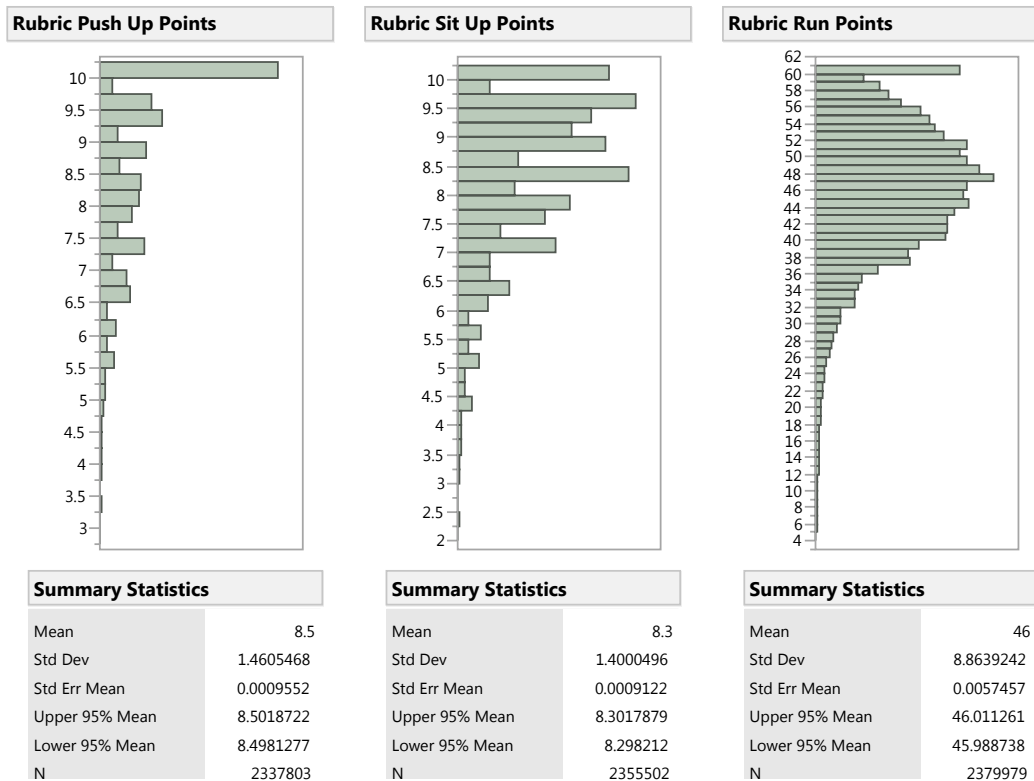 Rubric Push Up Points
10
9.5
9
8.5
8
7.5
7
6.5
6
5.5
5
4.5
4
3.5
3
Summary Statistics
Mean 8.5
Std Dev 1.4605468
Std Err Mean 0.0009552
Upper 95% Mean 8.5018722
Lower 95% Mean 8.4981277
N 2337803
Rubric Sit Up Points
10
9.5
9
8.5
8
7.5
7
6.5
6
5.5
5
4.5
4
3.5
3
2.5
2
Summary Statistics
Mean 8.3
Std Dev 1.4000496
Std Err Mean 0.0009122
Upper 95% Mean 8.3017879
Lower 95% Mean 8.298212
N 2355502
Rubric Run Points
62
60
58
56
54
52
50
48
46
44
42
40
38
36
34
32
30
28
26
24
22
20
18
16
14
12
10
8
6
4
Summary Statistics
Mean 46
Std Dev 8.8639242
Std Err Mean 0.0057457
Upper 95% Mean 46.011261
Lower 95% Mean 45.988738
N 2379979